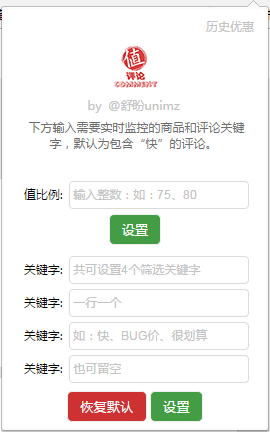 历史优惠
值
评论
COMMENT
by @舒盼unimz
下方输入需要实时监控的商品和评论关键
字，默认为包含“快”的评论。
值比例: 输入整数：如：75、80
设置
关键字: 共可设置4个筛选关键字
关键字: 一行一个
关键字: 如：快、BUG价、很划算
关键字: 也可留空
恢复默认 设置